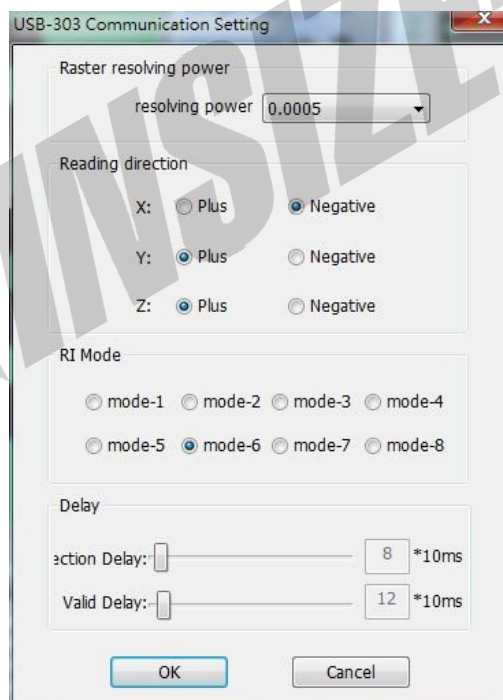 USB-303 Communication Setting
Raster resolving power
resolving power 0.0005
Reading direction
X: Plus Negative
Y: Plus Negative
Z: Plus Negative
RI Mode
mode-1 mode-2 mode-3 mode-4
mode-5 mode-6 mode-7 mode-8
Delay
ection Delay: 8 *10ms
Valid Delay: 12 *10ms
OK Cancel
INSIZE